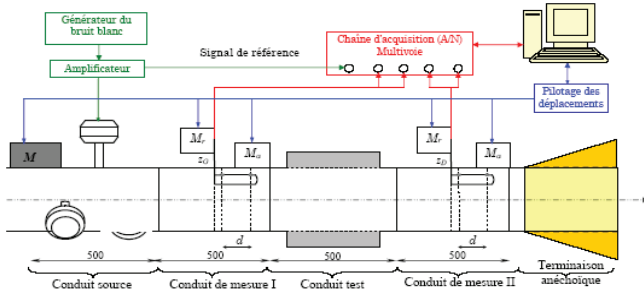 Générateur du
bruit blanc
Amplificateur
Signal de référence
Chaîne d'acquisition (A/N)
Multivoie
Pilotage des
déplacements
M
Mr
zG
Ma
Mr
zD
Ma
d
d
500
500
500
500
Conduit source
Conduit de mesure I
Conduit test
Conduit de mesure II
Terminaison
anéchoïque